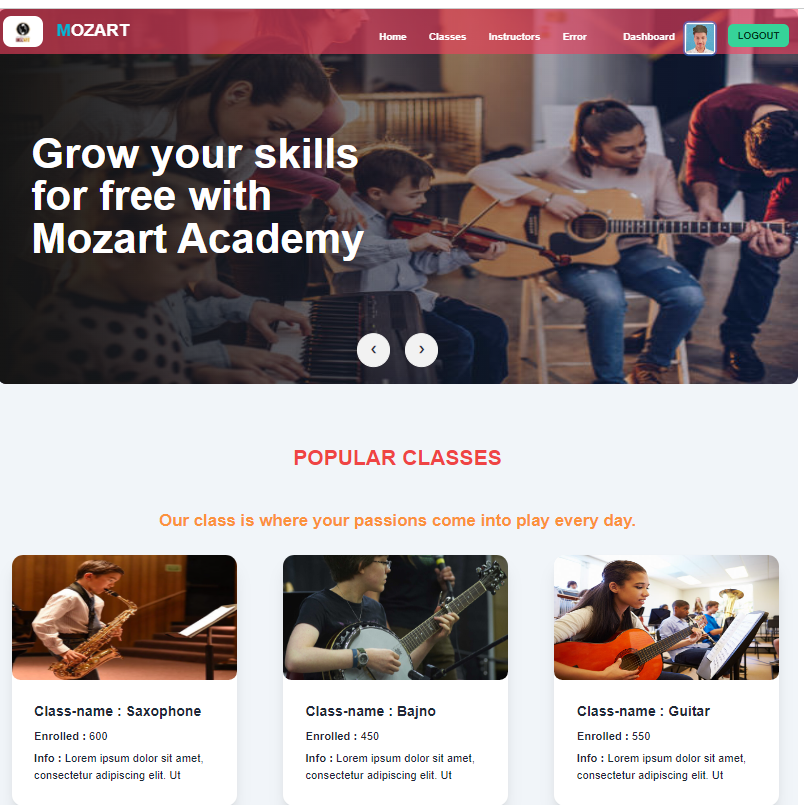 MOZART
Home Classes Instructors Error Dashboard LOGOUT
Grow your skills
for free with
Mozart Academy
POPULAR CLASSES
Our class is where your passions come into play every day.
Class-name : Saxophone
Enrolled : 600
Info : Lorem ipsum dolor sit amet,
consectetur adipiscing elit. Ut
Class-name : Bajno
Enrolled : 450
Info : Lorem ipsum dolor sit amet,
consectetur adipiscing elit. Ut
Class-name : Guitar
Enrolled : 550
Info : Lorem ipsum dolor sit amet,
consectetur adipiscing elit. Ut